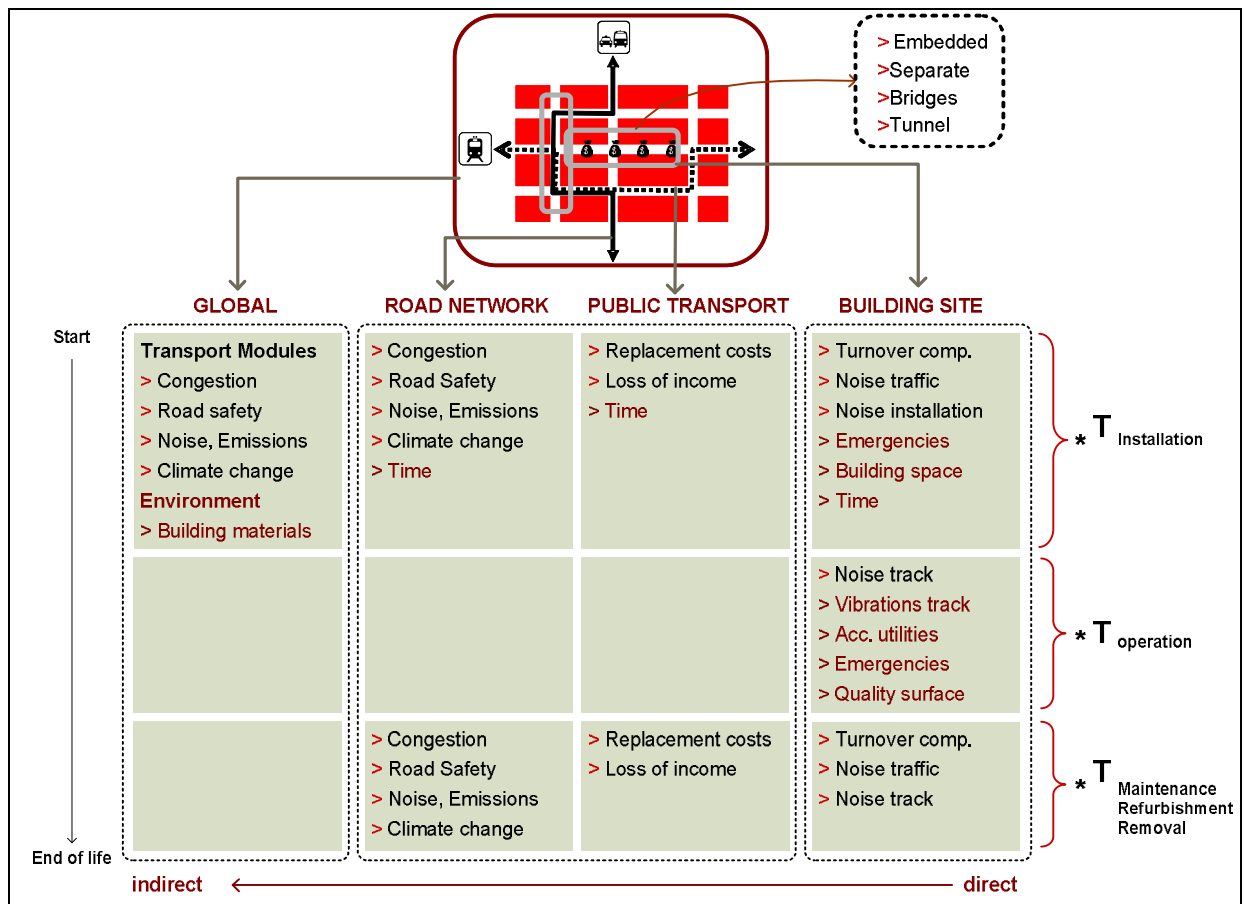 > Embedded
>Separate
>Bridges
>Tunnel
GLOBAL
ROAD NETWORK
PUBLIC TRANSPORT
BUILDING SITE
Start
Transport Modules
> Congestion
> Road safety
> Noise, Emissions
> Climate change
Environment
> Building materials
> Congestion
> Road Safety
> Noise, Emissions
> Climate change
> Time
> Replacement costs
> Loss of income
> Time
> Turnover comp.
> Noise traffic
> Noise installation
> Emergencies
> Building space
> Time
* T Installation
> Noise track
> Vibrations track
> Acc. utilities
> Emergencies
> Quality surface
* T operation
> Congestion
> Road Safety
> Noise, Emissions
> Climate change
> Replacement costs
> Loss of income
> Turnover comp.
> Noise traffic
> Noise track
* T Maintenance
Refurbishment
Removal
End of life
indirect
direct